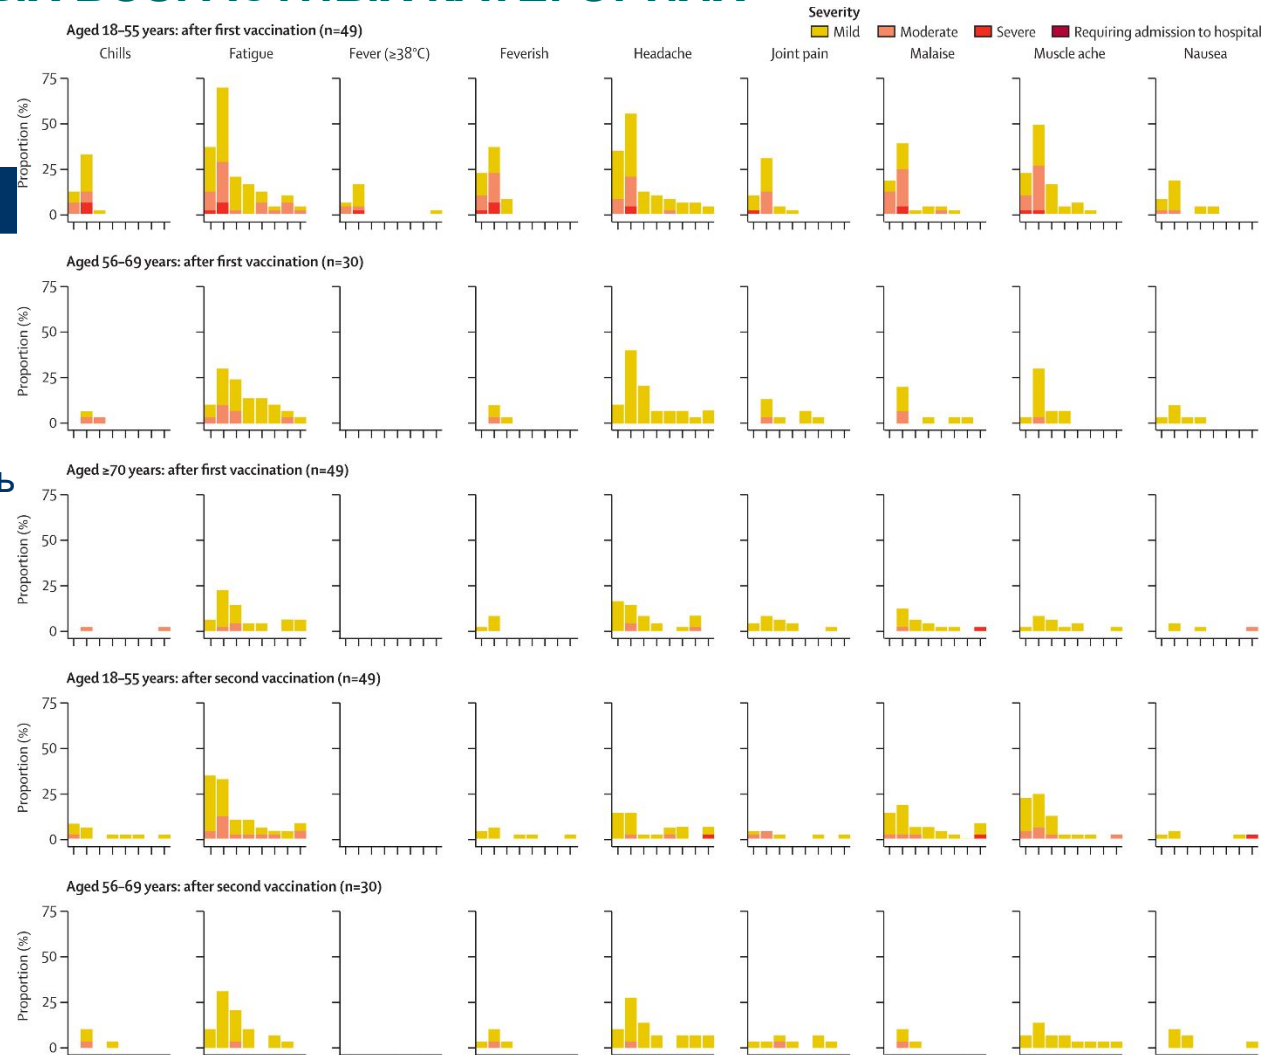 Severity
Mild Moderate Severe Requiring admission to hospital
Aged 18–55 years: after first vaccination (n=49)
Chills Fatigue Fever (≥38°C) Feverish Headache Joint pain Malaise Muscle ache Nausea
Proportion (%)
75
50
25
0
Aged 56–69 years: after first vaccination (n=30)
Proportion (%)
75
50
25
0
Aged ≥70 years: after first vaccination (n=49)
ь
Proportion (%)
75
50
25
0
Aged 18–55 years: after second vaccination (n=49)
Proportion (%)
75
50
25
0
Aged 56–69 years: after second vaccination (n=30)
Proportion (%)
75
50
25
0